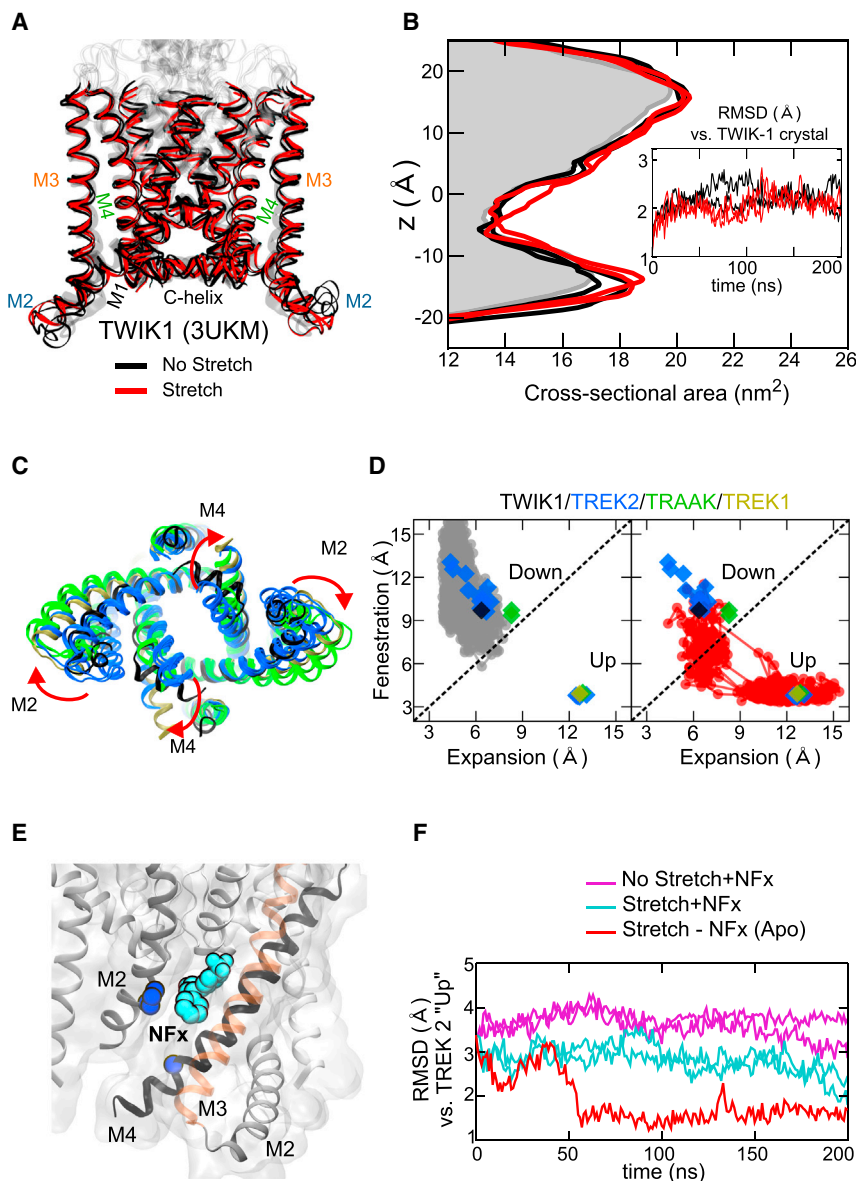 A
M3
M3
M4
M4
M2
M1
C-helix
M2
TWIK1 (3UKM)
No Stretch
Stretch
B
20
10
0
-10
-20
z (Å)
12 14 16 18 20 22 24 26
Cross-sectional area (nm2)
RMSD (Å)
vs. TWIK-1 crystal
3
2
1
0 50 100 150 200
time (ns)
C
M4
M2
M2
M4
D
TWIK1/TREK2/TRAAK/TREK1
Fenestration (Å)
15
12
9
6
3
Down
Down
Up
Up
3 6 9 12 15
3 6 9 12 15
Expansion (Å)
Expansion (Å)
E
M2
NFx
M3
M4
M2
F
No Stretch+NFx
Stretch+NFx
Stretch - NFx (Apo)
RMSD (Å)
vs. TREK 2 "Up"
5
4
3
2
1
0 50 100 150 200
time (ns)